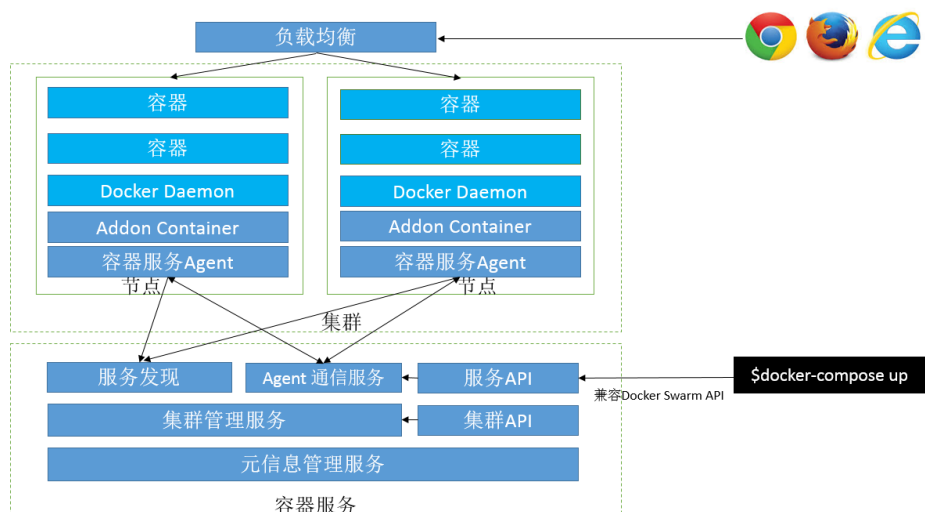 负载均衡
容器
容器
Docker Daemon
Addon Container
容器服务Agent
节点
容器
容器
Docker Daemon
Addon Container
容器服务Agent
节点
集群
服务发现
Agent 通信服务
服务API
$docker-compose up
兼容Docker Swarm API
集群管理服务
集群API
元信息管理服务
容器服务